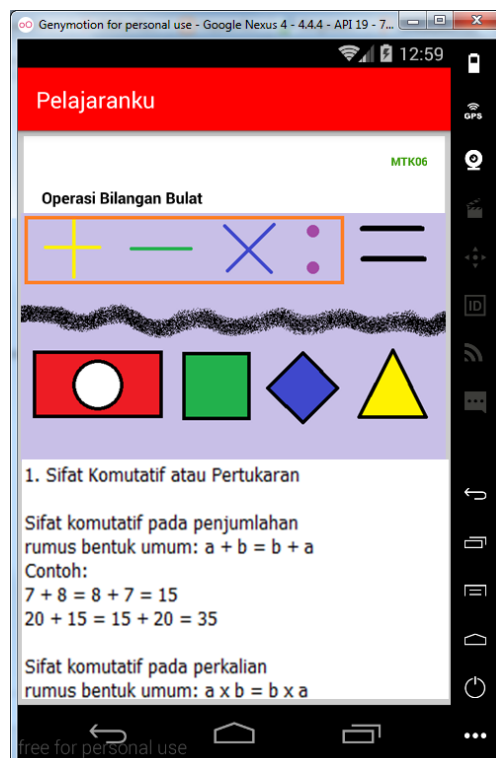 Genymotion for personal use - Google Nexus 4 - 4.4.4 - API 19 - 7...
12:59
GPS
Pelajaranku
MTK06
Operasi Bilangan Bulat
ID
1. Sifat Komutatif atau Pertukaran
Sifat komutatif pada penjumlahan
rumus bentuk umum: a + b = b + a
Contoh:
7 + 8 = 8 + 7 = 15
20 + 15 = 15 + 20 = 35
Sifat komutatif pada perkalian
rumus bentuk umum: a x b = b x a
free for personal use